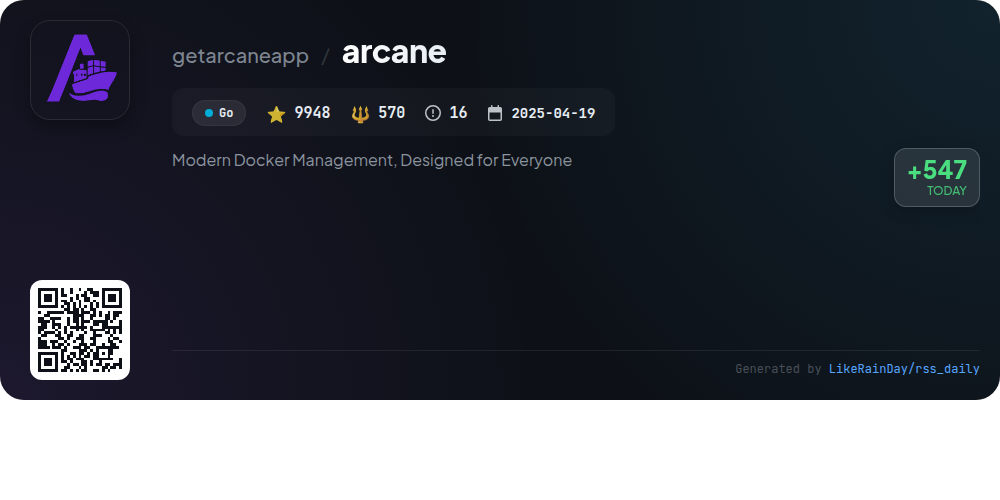 getarcaneapp / arcane
Go 9948 570 16 2025-04-19
Modern Docker Management, Designed for Everyone
+547
TODAY
Generated by LikeRainDay/rss_daily